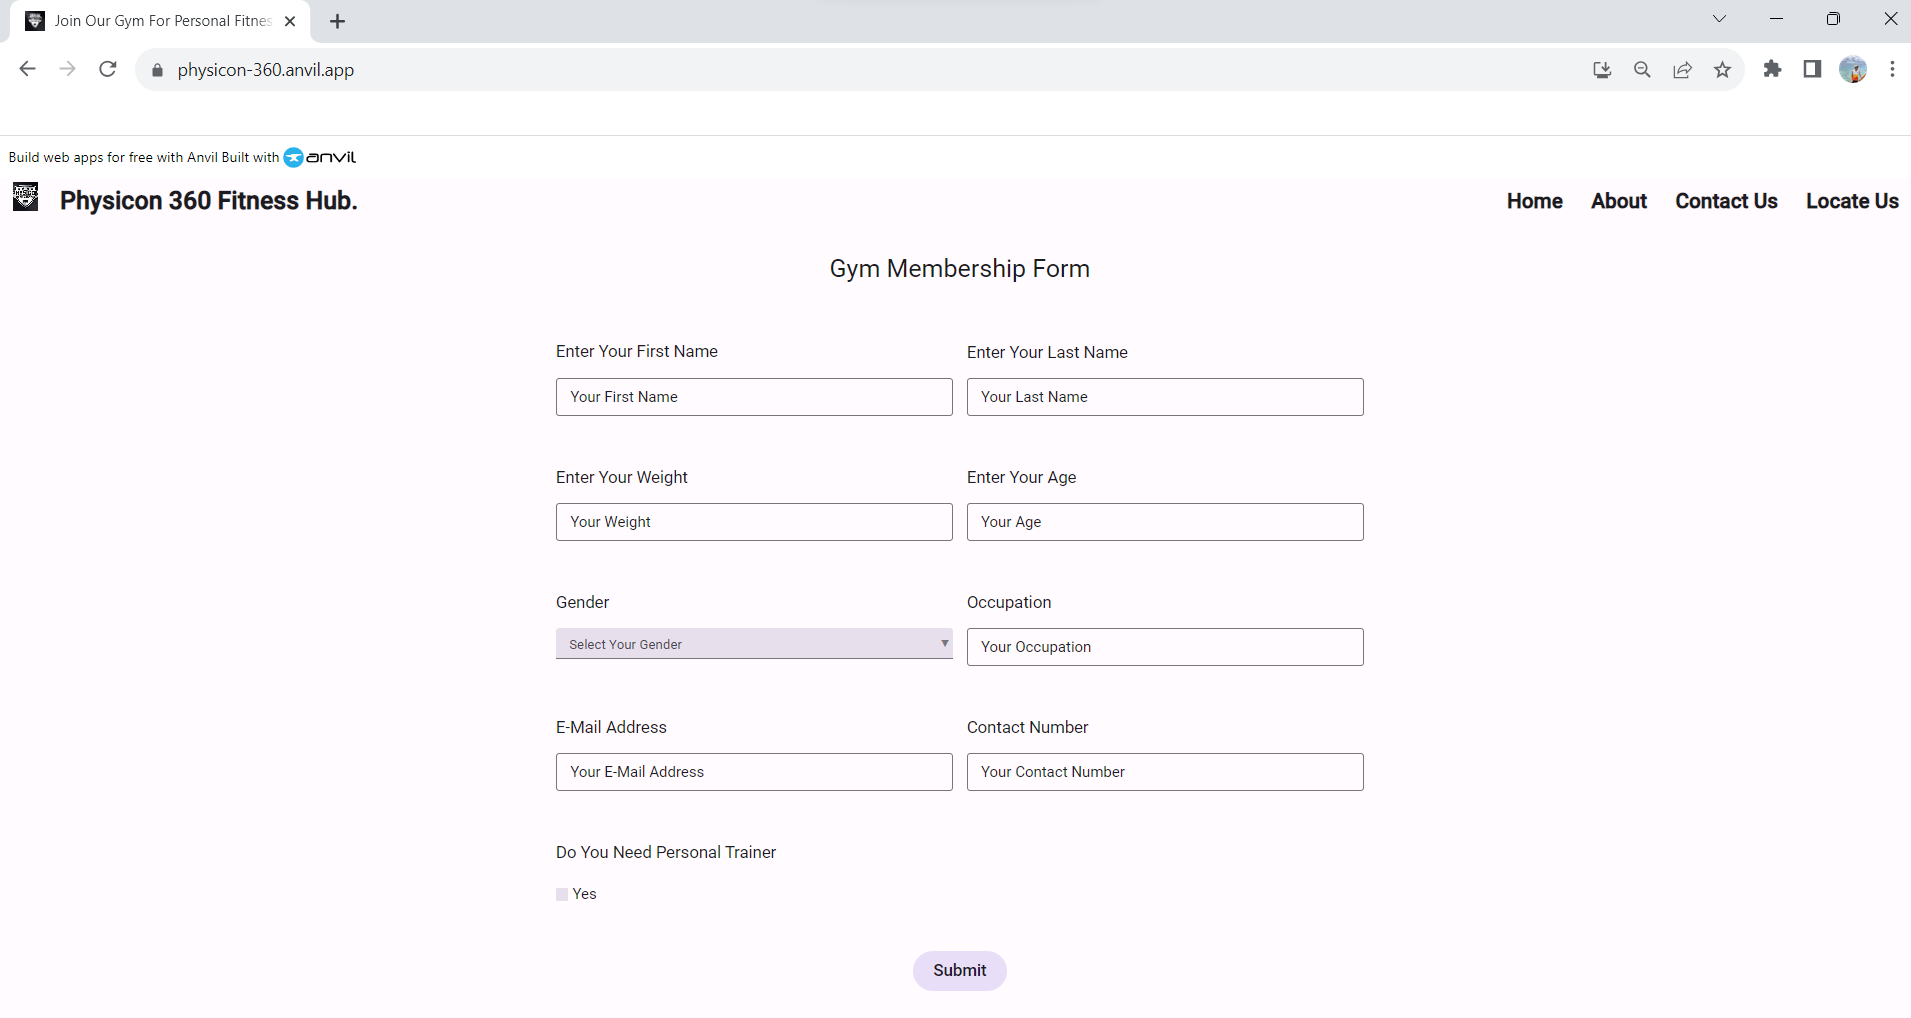 Join Our Gym For Personal Fitnes
physicon-360.anvil.app
Build web apps for free with Anvil Built with anvil
Physicon 360 Fitness Hub.
Home About Contact Us Locate Us
Gym Membership Form
Enter Your First Name Enter Your Last Name
Your First Name Your Last Name
Enter Your Weight Enter Your Age
Your Weight Your Age
Gender Occupation
Select Your Gender Your Occupation
E-Mail Address Contact Number
Your E-Mail Address Your Contact Number
Do You Need Personal Trainer
Yes
Submit